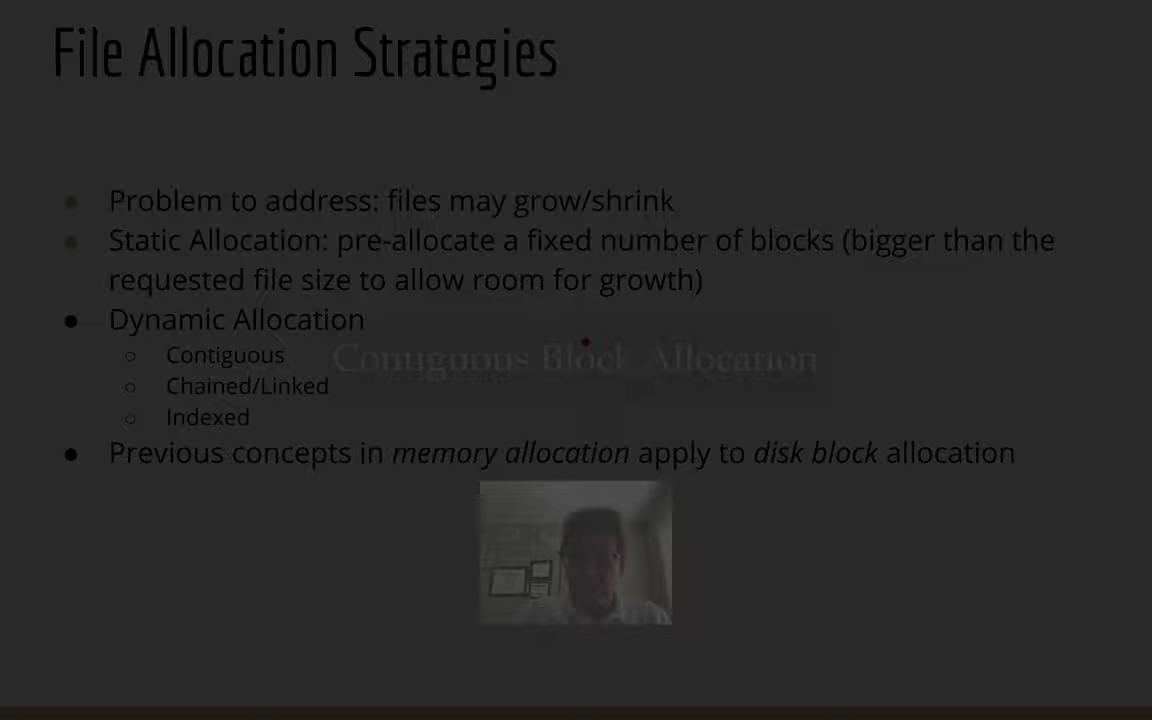 File Allocation Strategies
Problem to address: files may grow/shrink
Static Allocation: pre-allocate a fixed number of blocks (bigger than the
requested file size to allow room for growth)
Dynamic Allocation
Contiguous
Contiguous Block Allocation
Chained/Linked
Indexed
Previous concepts in memory allocation apply to disk block allocation